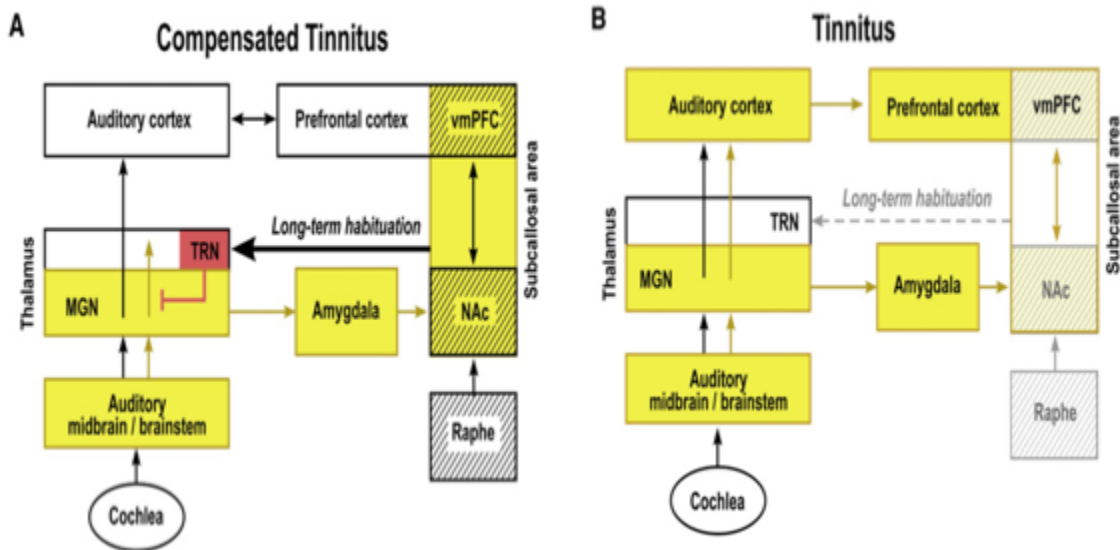 A
Compensated Tinnitus
Auditory cortex
Prefrontal cortex
vmPFC
Subcallosal area
Long-term habituation
Thalamus
TRN
MGN
Amygdala
NAc
Auditory
midbrain / brainstem
Raphe
Cochlea
B
Tinnitus
Auditory cortex
Prefrontal cortex
vmPFC
Subcallosal area
Long-term habituation
Thalamus
TRN
MGN
Amygdala
NAc
Auditory
midbrain / brainstem
Raphe
Cochlea